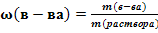 ω(в – ва) = m(в–ва) / m(раствора)